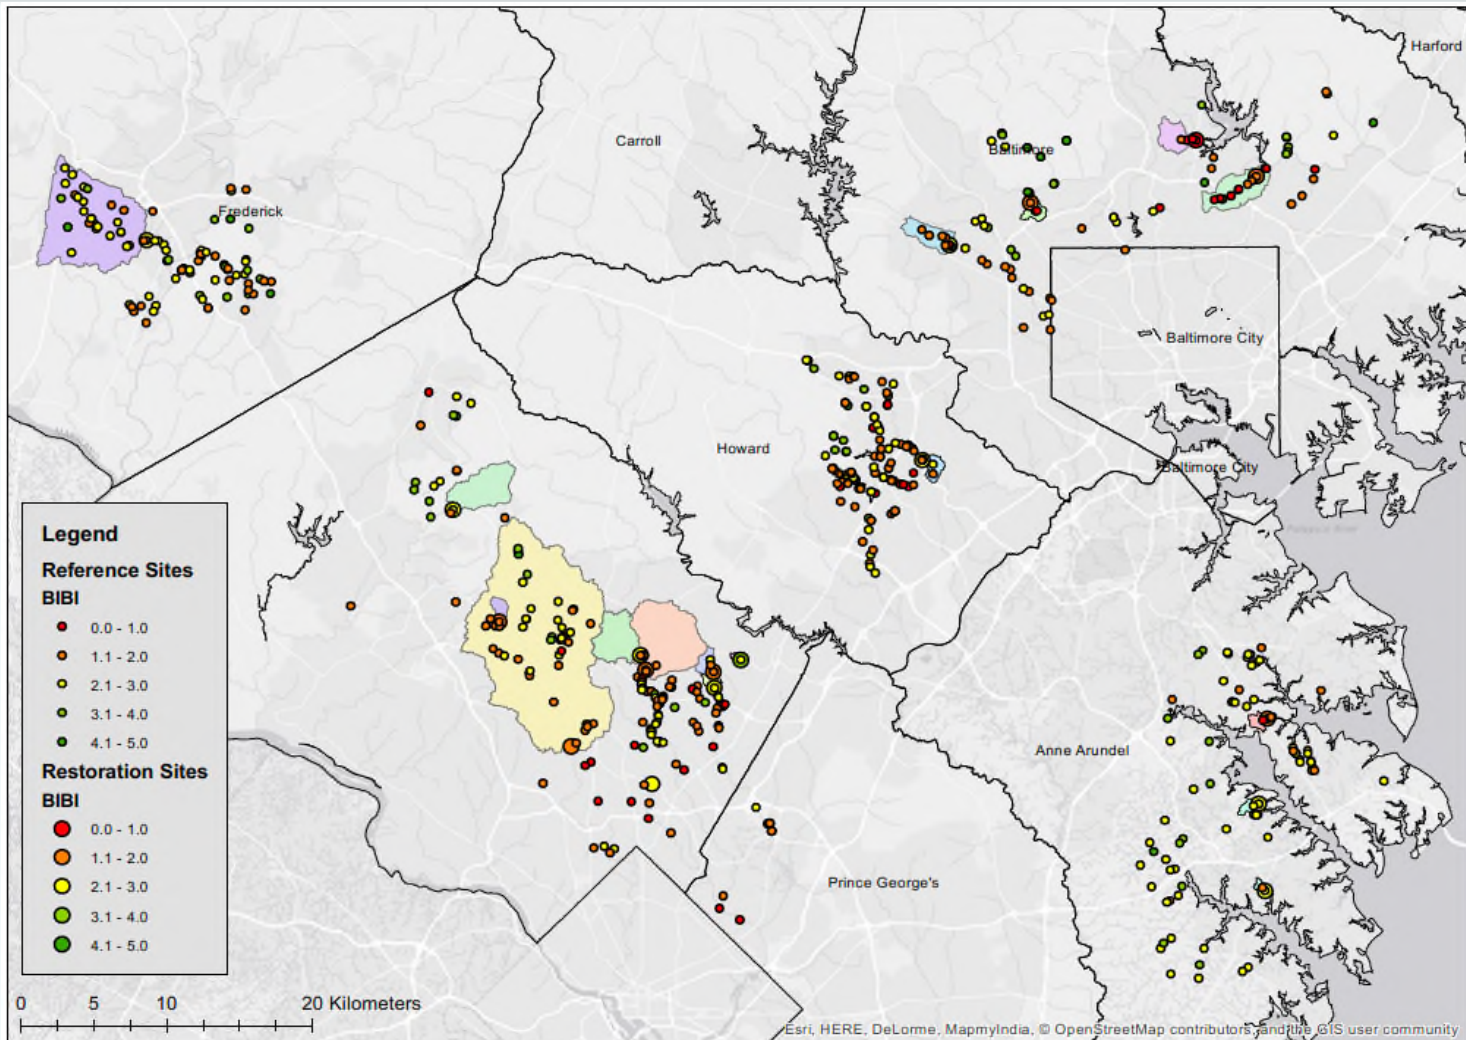 Harford
Carroll
Baltimore
Frederick
Baltimore City
Howard
Baltimore City
Legend
Reference Sites
BIBI
0.0 - 1.0
1.1 - 2.0
2.1 - 3.0
3.1 - 4.0
4.1 - 5.0
Restoration Sites
BIBI
0.0 - 1.0
1.1 - 2.0
2.1 - 3.0
3.1 - 4.0
4.1 - 5.0
Anne Arundel
Prince George's
0 5 10 20 Kilometers
Esri, HERE, DeLorme, MapmyIndia, © OpenStreetMap contributors, and the GIS user community